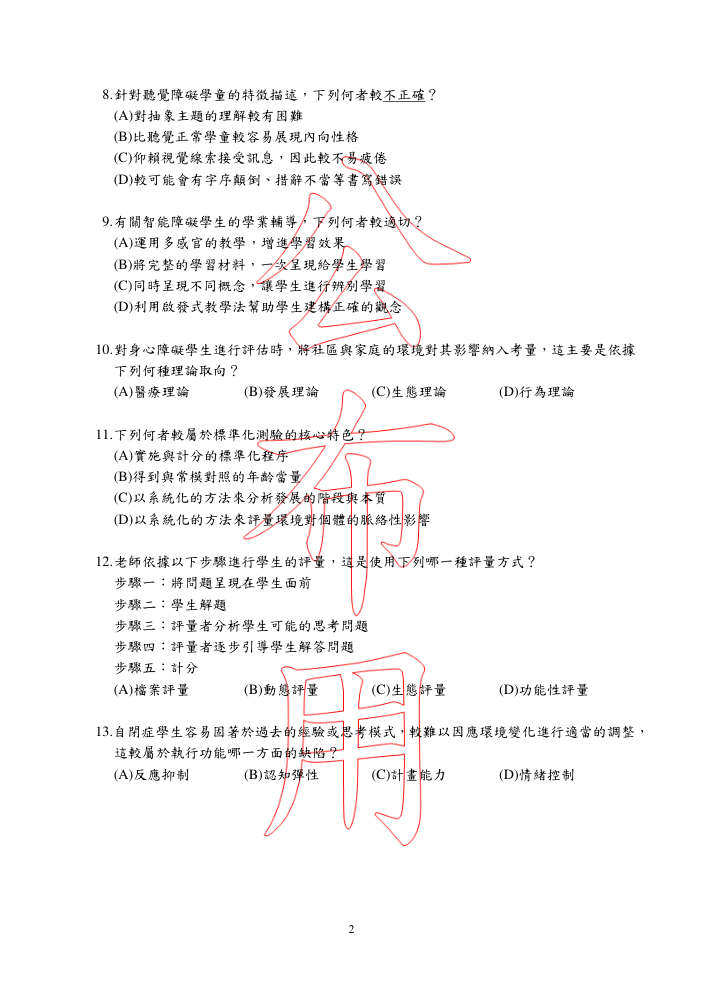 8.針對聽覺障礙學童的特徵描述，下列何者較不正確？
(A)對抽象主題的理解較有困難
(B)比聽覺正常學童較容易展現內向性格
(C)仰賴視覺線索接受訊息，因此較不易疲倦
(D)較可能會有字序顛倒、措辭不當等書寫錯誤
9.有關智能障礙學生的學業輔導，下列何者較適切？
(A)運用多感官的教學，增進學習效果
(B)將完整的學習材料，一次呈現給學生學習
(C)同時呈現不同概念，讓學生進行辨別學習
(D)利用啟發式教學法幫助學生建構正確的觀念
10.對身心障礙學生進行評估時，將社區與家庭的環境對其影響納入考量，這主要是依據
下列何種理論取向？
(A)醫療理論 (B)發展理論 (C)生態理論 (D)行為理論
11.下列何者較屬於標準化測驗的核心特色？
(A)實施與計分的標準化程序
(B)得到與常模對照的年齡當量
(C)以系統化的方法來分析發展的階段與本質
(D)以系統化的方法來評量環境對個體的脈絡性影響
12.老師依據以下步驟進行學生的評量，這是使用下列哪一種評量方式？
步驟一：將問題呈現在學生面前
步驟二：學生解題
步驟三：評量者分析學生可能的思考問題
步驟四：評量者逐步引導學生解答問題
步驟五：計分
(A)檔案評量 (B)動態評量 (C)生態評量 (D)功能性評量
13.自閉症學生容易固著於過去的經驗或思考模式，較難以因應環境變化進行適當的調整，
這較屬於執行功能哪一方面的缺陷？
(A)反應抑制 (B)認知彈性 (C)計畫能力 (D)情緒控制
公布用
2